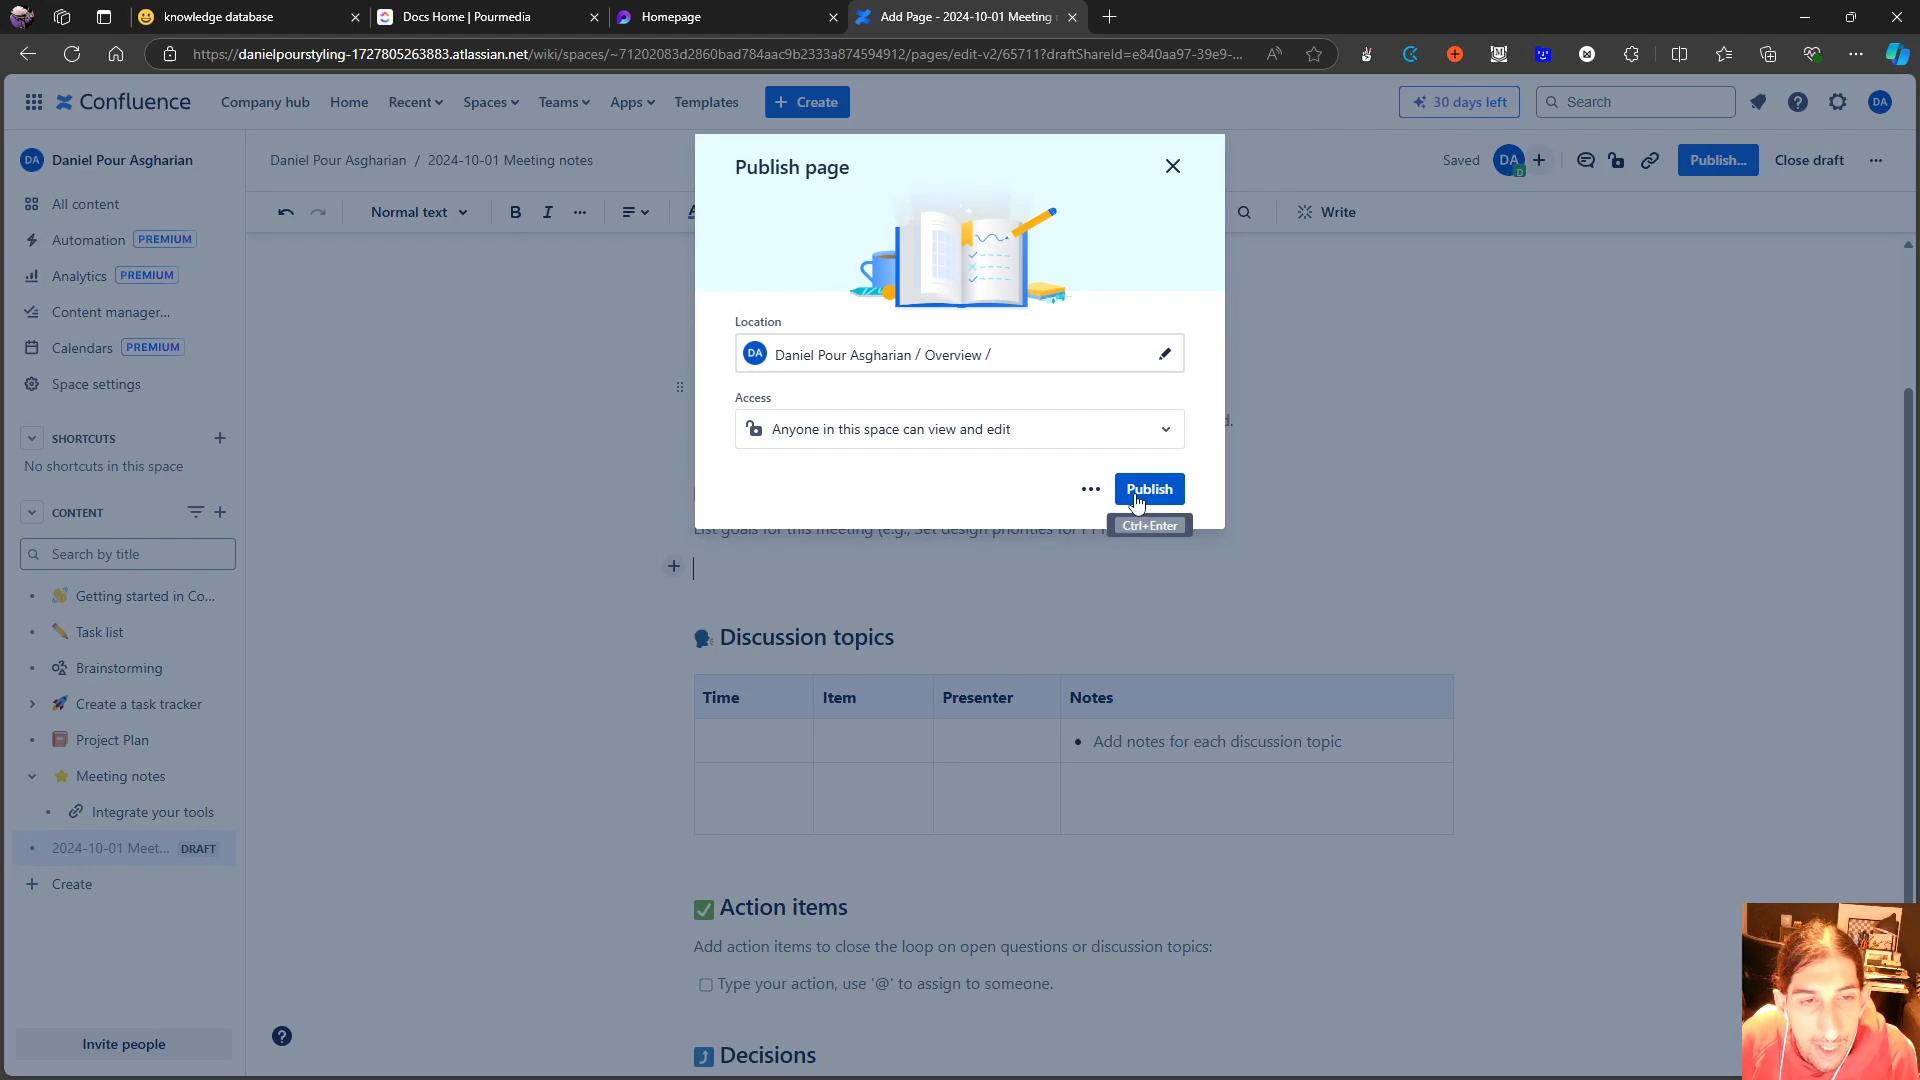 knowledge database
Docs Home | Pourmedia
Homepage
Add Page - 2024-10-01 Meeting
https://danielpourstyling-1727805263883.atlassian.net/wiki/spaces/~71202083d2860bad784aac9b2333a874594912/pages/edit-v2/65711?draftShareId=e840aa97-39e9-...
Confluence
Company hub
Home
Recent
Spaces
Teams
Apps
Templates
+ Create
30 days left
Search
DA
DA Daniel Pour Asgharian
Daniel Pour Asgharian / 2024-10-01 Meeting notes
Saved
DA
D
Publish...
Close draft
Normal text
B
I
Write
All content
Automation PREMIUM
Analytics PREMIUM
Content manager...
Calendars PREMIUM
Space settings
SHORTCUTS
No shortcuts in this space
CONTENT
Search by title
Getting started in Co...
Task list
Brainstorming
Create a task tracker
Project Plan
Meeting notes
Integrate your tools
2024-10-01 Meet... DRAFT
+ Create
Invite people
Publish page
Location
DA Daniel Pour Asgharian / Overview /
Access
Anyone in this space can view and edit
Publish
Ctrl+Enter
d.
List goals for this meeting (e.g., Set design priorities for FY
Discussion topics
Time Item Presenter Notes
• Add notes for each discussion topic
Action items
Add action items to close the loop on open questions or discussion topics:
Type your action, use '@' to assign to someone.
Decisions